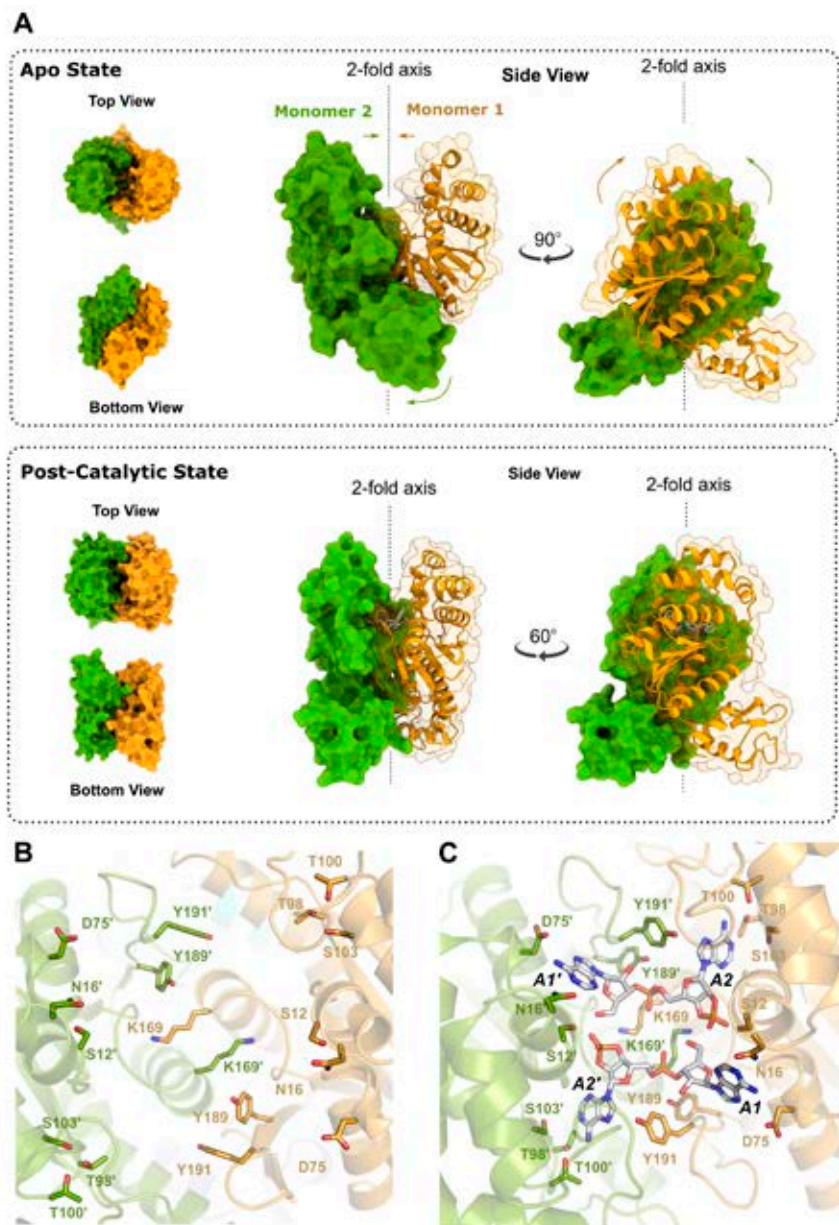 A
Apo State
2-fold axis
Side View
2-fold axis
Top View
Monomer 2
Monomer 1
90°
Bottom View
Post-Catalytic State
Side View
2-fold axis
2-fold axis
Top View
60°
Bottom View
B
T100
D75'
Y191'
T98
Y189'
S103
N16'
S12
K169
S12'
K169'
N16
Y189
S103'
D75
T98'
Y191
T100'
C
Y191'
T100
D75'
T98
A1'
Y189'
A2
S103
N16'
K169
S12
S12'
K169'
N16
A2'
Y189
A1
S103'
D75
T98'
Y191
T100'